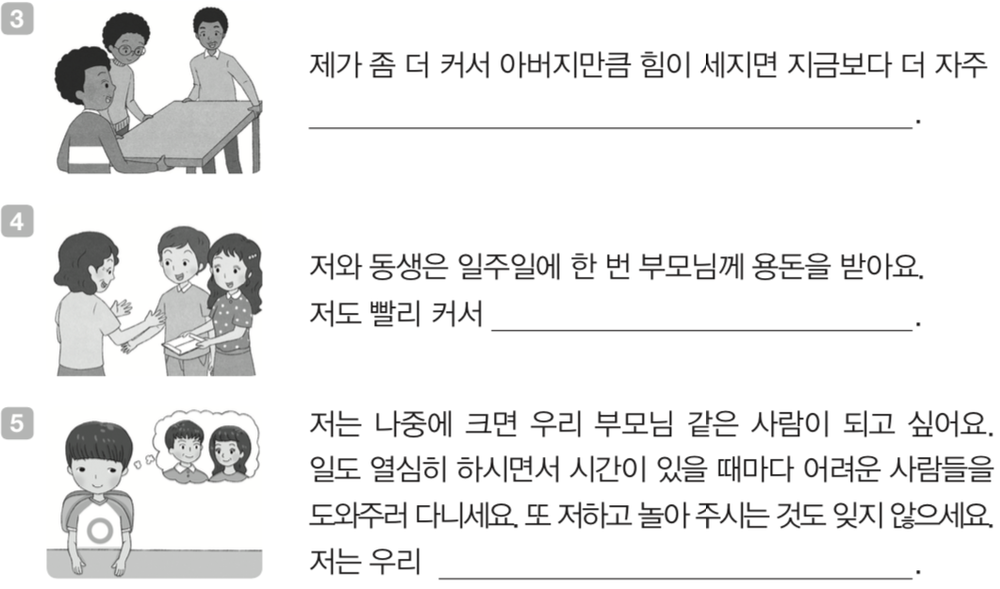 3
제가 좀 더 커서 아버지만큼 힘이 세지면 지금보다 더 자주
______________________________.
4
저와 동생은 일주일에 한 번 부모님께 용돈을 받아요.
저도 빨리 커서 ______________________________.
5
저는 나중에 크면 우리 부모님 같은 사람이 되고 싶어요.
일도 열심히 하시면서 시간이 있을 때마다 어려운 사람들을
도와주러 다니세요. 또 저하고 놀아 주시는 것도 잊지 않으세요.
저는 우리 ______________________________.